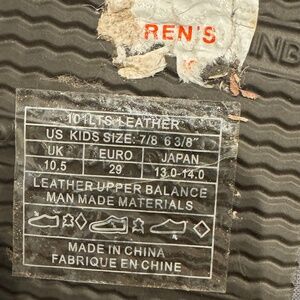 REN'S
101LTS-LEATHER
US KIDS SIZE: 7/8 6 3/8"
UK EURO JAPAN
10.5 29 13.0-14.0
LEATHER UPPER BALANCE
MAN MADE MATERIALS
MADE IN CHINA
FABRIQUE EN CHINE